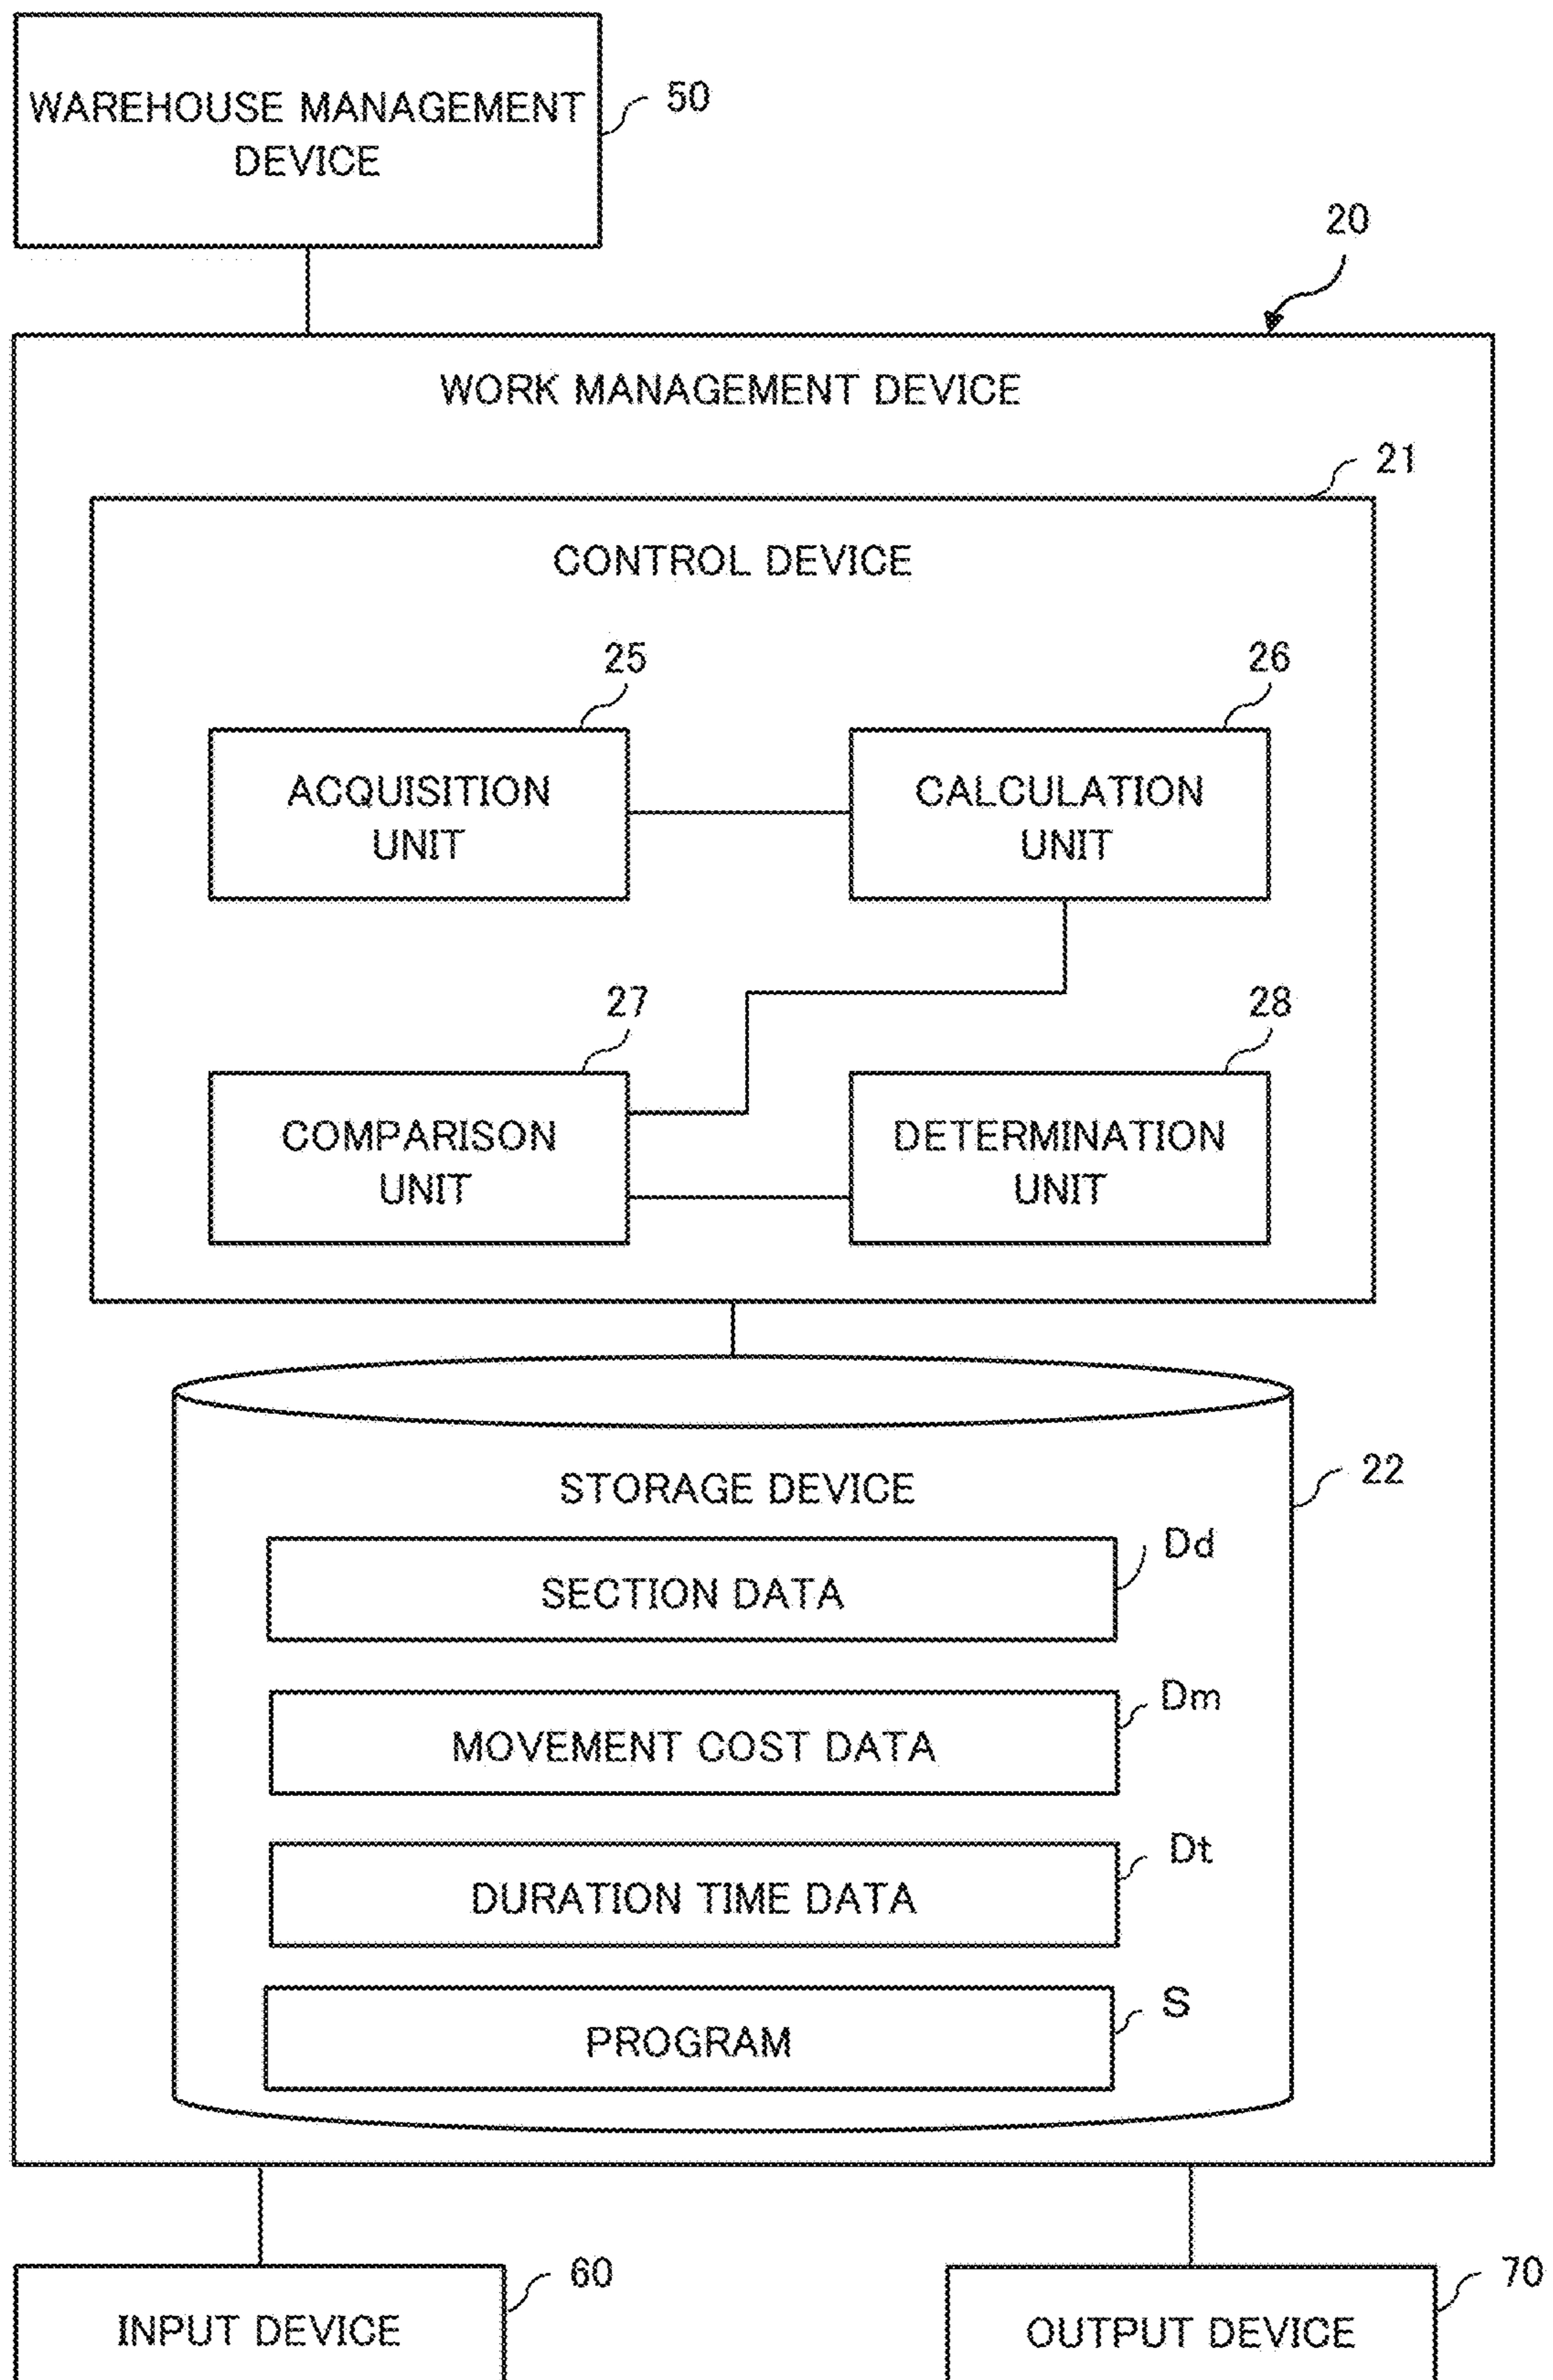 WAREHOUSE MANAGEMENT
DEVICE
50
20
WORK MANAGEMENT DEVICE
21
CONTROL DEVICE
25
26
ACQUISITION
UNIT
CALCULATION
UNIT
27
28
COMPARISON
UNIT
DETERMINATION
UNIT
22
STORAGE DEVICE
Dd
SECTION DATA
Dm
MOVEMENT COST DATA
Dt
DURATION TIME DATA
S
PROGRAM
60
INPUT DEVICE
70
OUTPUT DEVICE